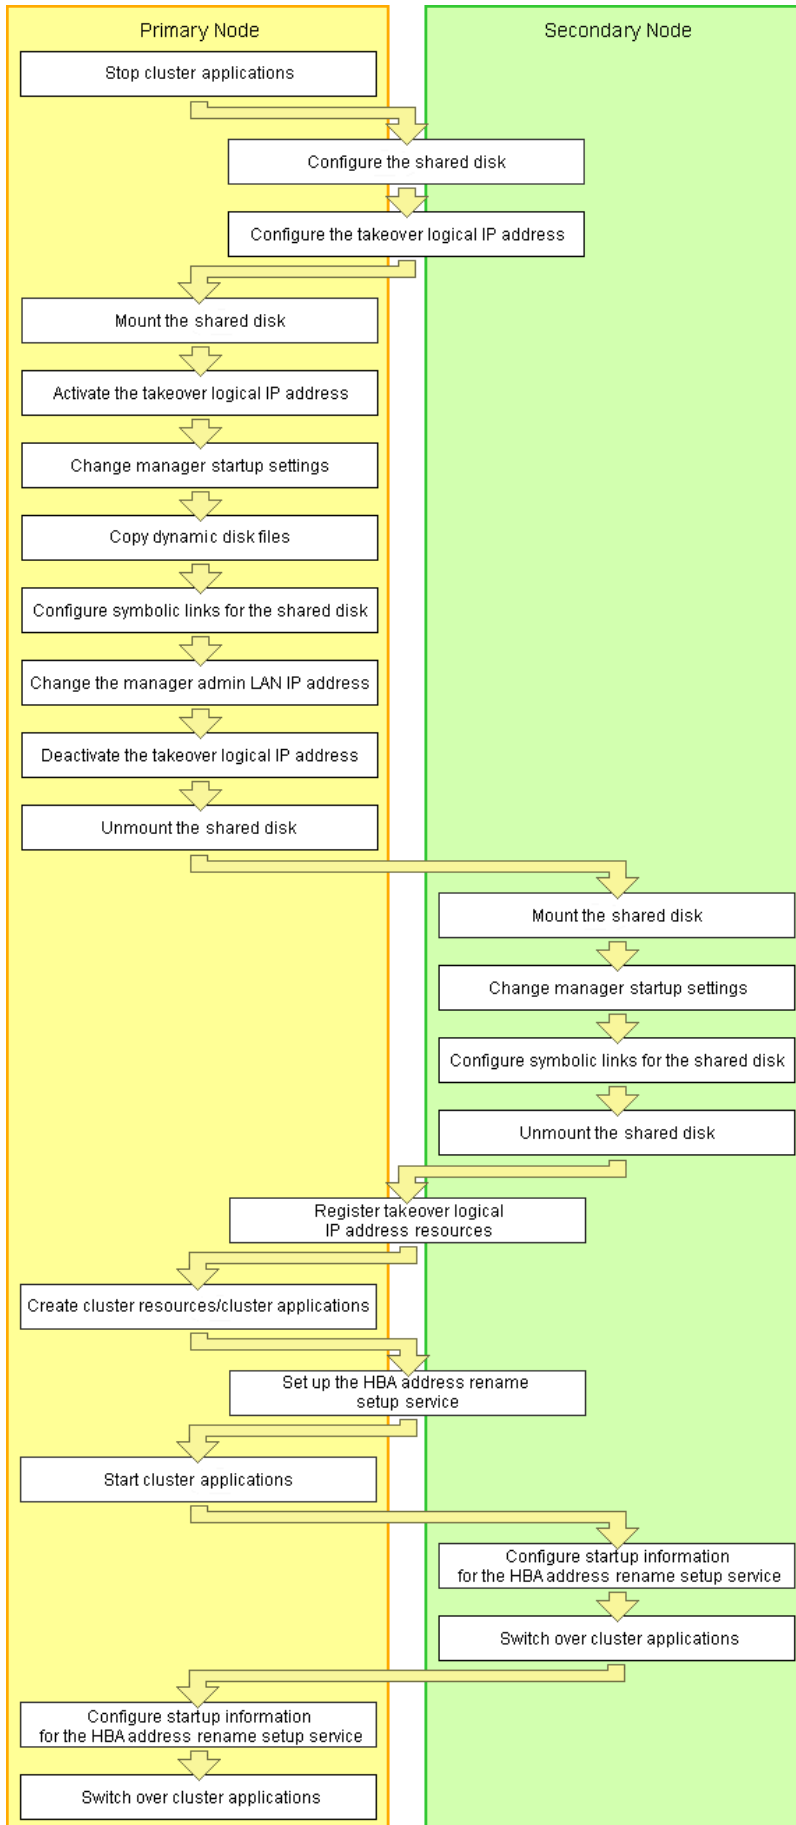 Primary Node
Secondary Node
Stop cluster applications
Configure the shared disk
Configure the takeover logical IP address
Mount the shared disk
Activate the takeover logical IP address
Change manager startup settings
Copy dynamic disk files
Configure symbolic links for the shared disk
Change the manager admin LAN IP address
Deactivate the takeover logical IP address
Unmount the shared disk
Mount the shared disk
Change manager startup settings
Configure symbolic links for the shared disk
Unmount the shared disk
Register takeover logical
IP address resources
Create cluster resources/cluster applications
Set up the HBA address rename
setup service
Start cluster applications
Configure startup information
for the HBA address rename setup service
Switch over cluster applications
Configure startup information
for the HBA address rename setup service
Switch over cluster applications